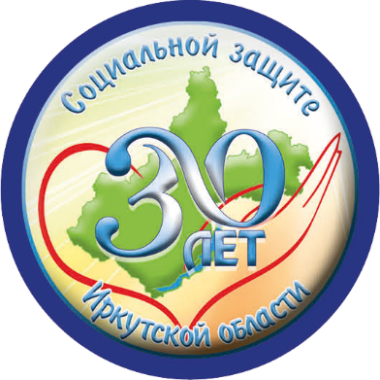 Социальной защите
30
ЛЕТ
Иркутской области